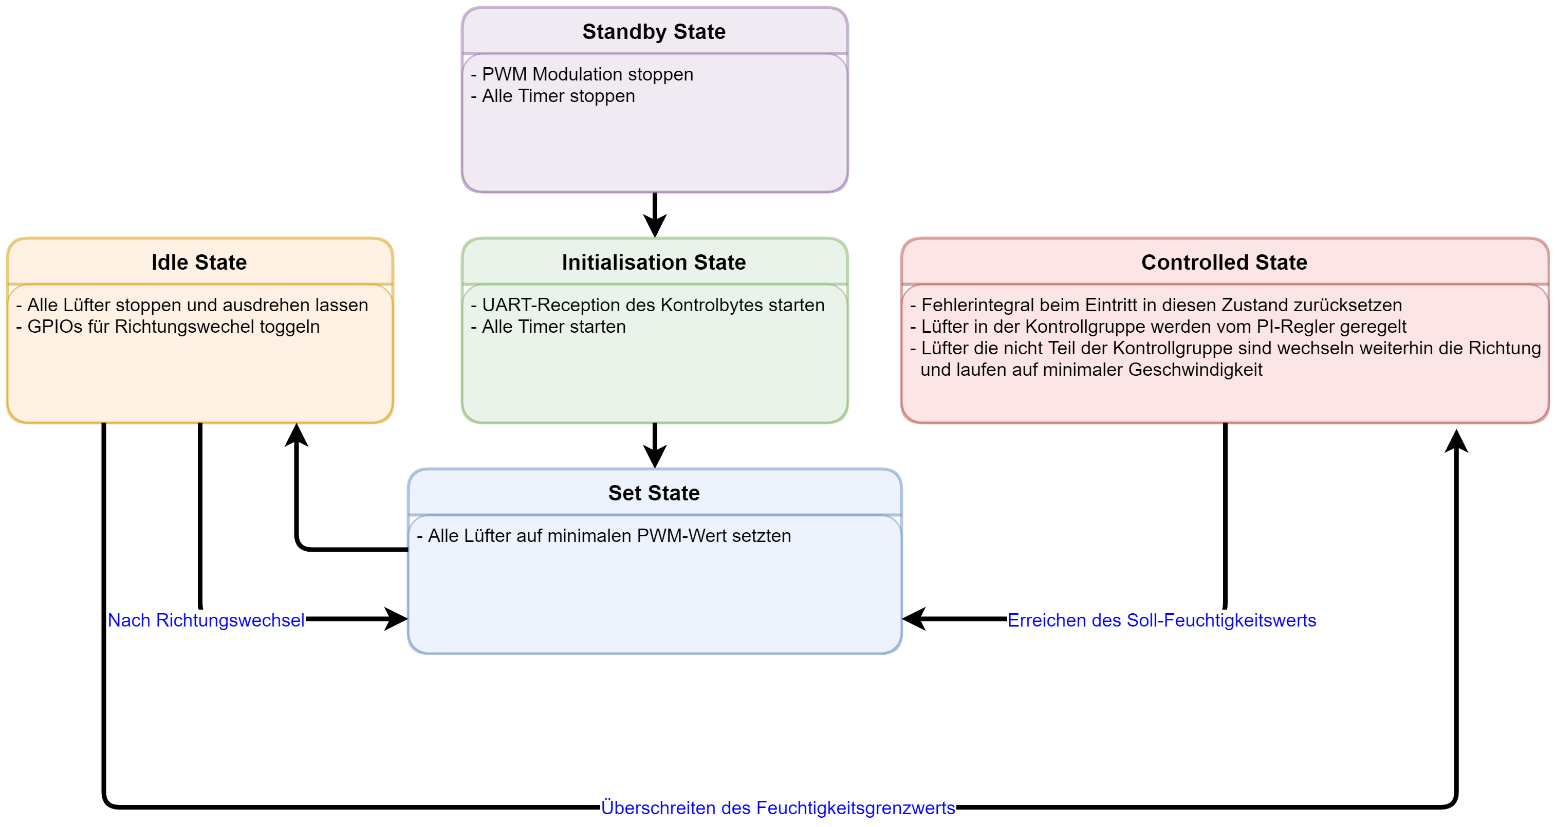 Standby State
- PWM Modulation stoppen
- Alle Timer stoppen
Idle State
- Alle Lüfter stoppen und ausdrehen lassen
- GPIOs für Richtungswechel toggeln
Initialisation State
- UART-Reception des Kontrolbytes starten
- Alle Timer starten
Controlled State
- Fehlerintegral beim Eintritt in diesen Zustand zurücksetzen
- Lüfter in der Kontrollgruppe werden vom PI-Regler geregelt
- Lüfter die nicht Teil der Kontrollgruppe sind wechseln weiterhin die Richtung
und laufen auf minimaler Geschwindigkeit
Set State
- Alle Lüfter auf minimalen PWM-Wert setzten
Nach Richtungswechsel
Erreichen des Soll-Feuchtigkeitswerts
Überschreiten des Feuchtigkeitsgrenzwerts